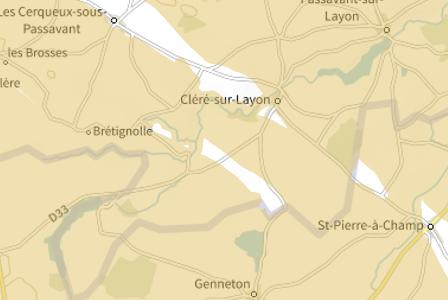 Les Cerqueux-sous-
Passavant
Passavant-sur-
Layon
les Brosses
lère
Cléré-sur-Layon
Brétignolle
D33
St-Pierre-à-Champ
Genneton